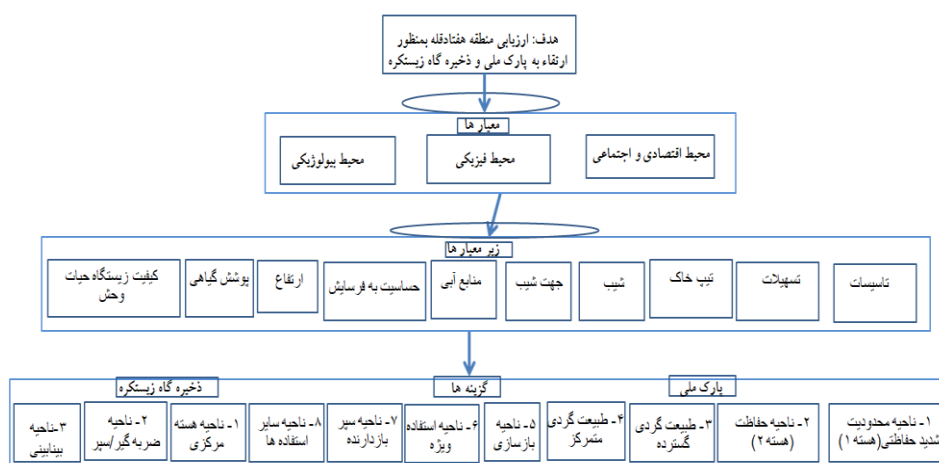 هدف: ارزیابی منطقه هفتادقله بمنظور
ارتقاء به پارک ملی و ذخیره گاه زیستکره
معیار ها
محیط اقتصادی و اجتماعی
محیط فیزیکی
محیط بیولوژیکی
زیر معیار ها
تاسیسات
تسهیلات
تیپ خاک
شیب
جهت شیب
منابع آبی
حساسیت به فرسایش
ارتفاع
پوشش گیاهی
کیفیت زیستگاه حیات
وحش
پارک ملی
گزینه ها
ذخیره گاه زیستکره
۱- ناحیه محدودیت
شدید حفاظتی(هسته ۱)
۲- ناحیه حفاظت
(هسته ۲)
۳- طبیعت گردی
گسترده
۴- طبیعت گردی
متمرکز
۵- ناحیه
بازسازی
۶- ناحیه استفاده
ویژه
۷- ناحیه سپر
بازدارنده
۸- ناحیه سایر
استفاده ها
۱- ناحیه هسته
مرکزی
۲- ناحیه
ضربه گیر/سپر
۳-ناحیه
بینابینی